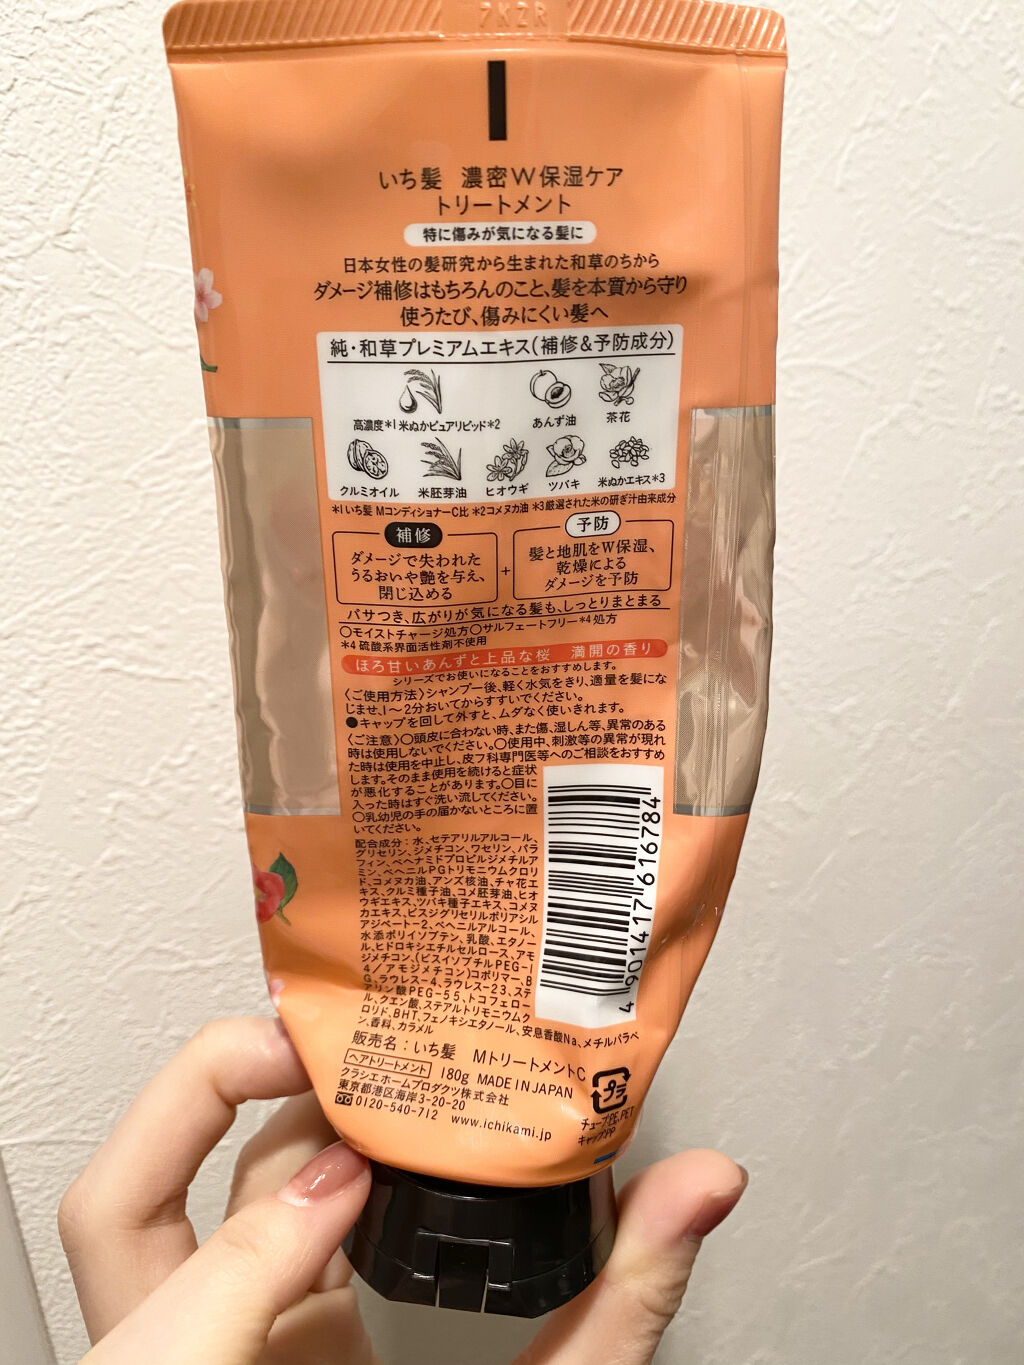 7K2R
いち髪 濃密W保湿ケア
トリートメント
特に傷みが気になる髪に
日本女性の髪研究から生まれた和草のちから
ダメージ補修はもちろんのこと、髪を本質から守り
使うたび、傷みにくい髪へ
純・和草プレミアムエキス(補修&予防成分)
高濃度*1 米ぬかピュアリピッド*2
あんず油
茶花
クルミオイル
米胚芽油
ヒオウギ
ツバキ
米ぬかエキス*3
*1いち髪 MコンディショナーC比 *2コメヌカ油 *3厳選された米の研ぎ汁由来成分
補修
ダメージで失われた
うるおいや艶を与え、
閉じ込める
+
予防
髪と地肌をW保湿、
乾燥による
ダメージを予防
パサつき、広がりが気になる髪も、しっとりまとまる
○モイストチャージ処方○サルフェートフリー*4処方
*4 硫酸系界面活性剤不使用
ほろ甘いあんずと上品な桜 満開の香り
シリーズでお使いになることをおすすめします。
〈ご使用方法〉シャンプー後、軽く水気をきり、適量を髪にな
じませ、1〜2分おいてからすすいでください。
●キャップを回して外すと、ムダなく使いきれます。
〈ご注意〉○頭皮に合わない時、また傷、湿しん等、異常のある
時は使用しないでください。○使用中、刺激等の異常が現れ
た時は使用を中止し、皮フ科専門医等へのご相談をおすすめ
します。そのまま使用を続けると症状
が悪化することがあります。○目に
入った時はすぐ洗い流してください。
○乳幼児の手の届かないところに置
いてください。
配合成分：水、セテアリルアルコール、
グリセリン、ジメチコン、ワセリン、パラ
フィン、ベヘナミドプロピルジメチルア
ミン、ベヘニルPGトリモニウムクロリ
ド、コメヌカ油、アンズ核油、チャ花エ
キス、クルミ種子油、コメ胚芽油、ヒオ
ウギエキス、ツバキ種子エキス、コメヌ
カエキス、ビスジグリセリルポリアシル
アジペート-2、ベヘニルアルコール、
水添ポリイソブテン、乳酸、エタノー
ル、ヒドロキシエチルセルロース、アモ
ジメチコン、(ビスイソブチルPEG-1
4／アモジメチコン)コポリマー、B
G、ラウレス-4、ラウレス-23、ステ
アリン酸PEG-55、トコフェロー
ル、クエン酸、ステアルトリモニウムク
ロリド、BHT、フェノキシエタノール、安息香酸Na、メチルパラベ
ン、香料、カラメル
4 901417 616784
販売名：いち髪 MトリートメントC
ヘアトリートメント 180g MADE IN JAPAN
クラシエホームプロダクツ株式会社
東京都港区海岸3-20-20
0120-540-712 www.ichikami.jp
プラ
チューブ:PE,PET
キャップ:PP